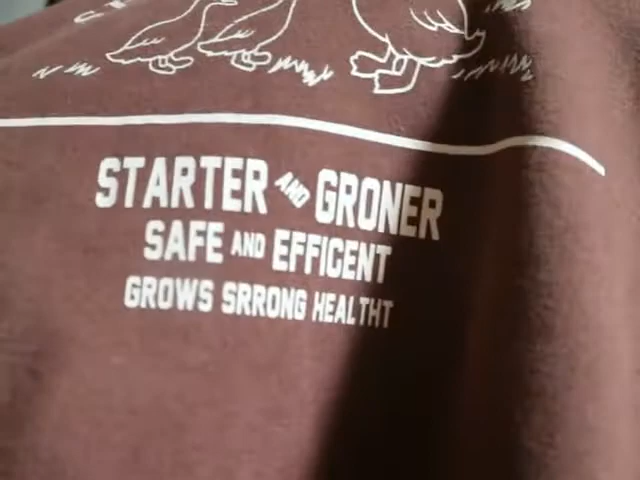 STARTER AND GRONER
SAFE AND EFFICENT
GROWS SRRONG HEALTHT